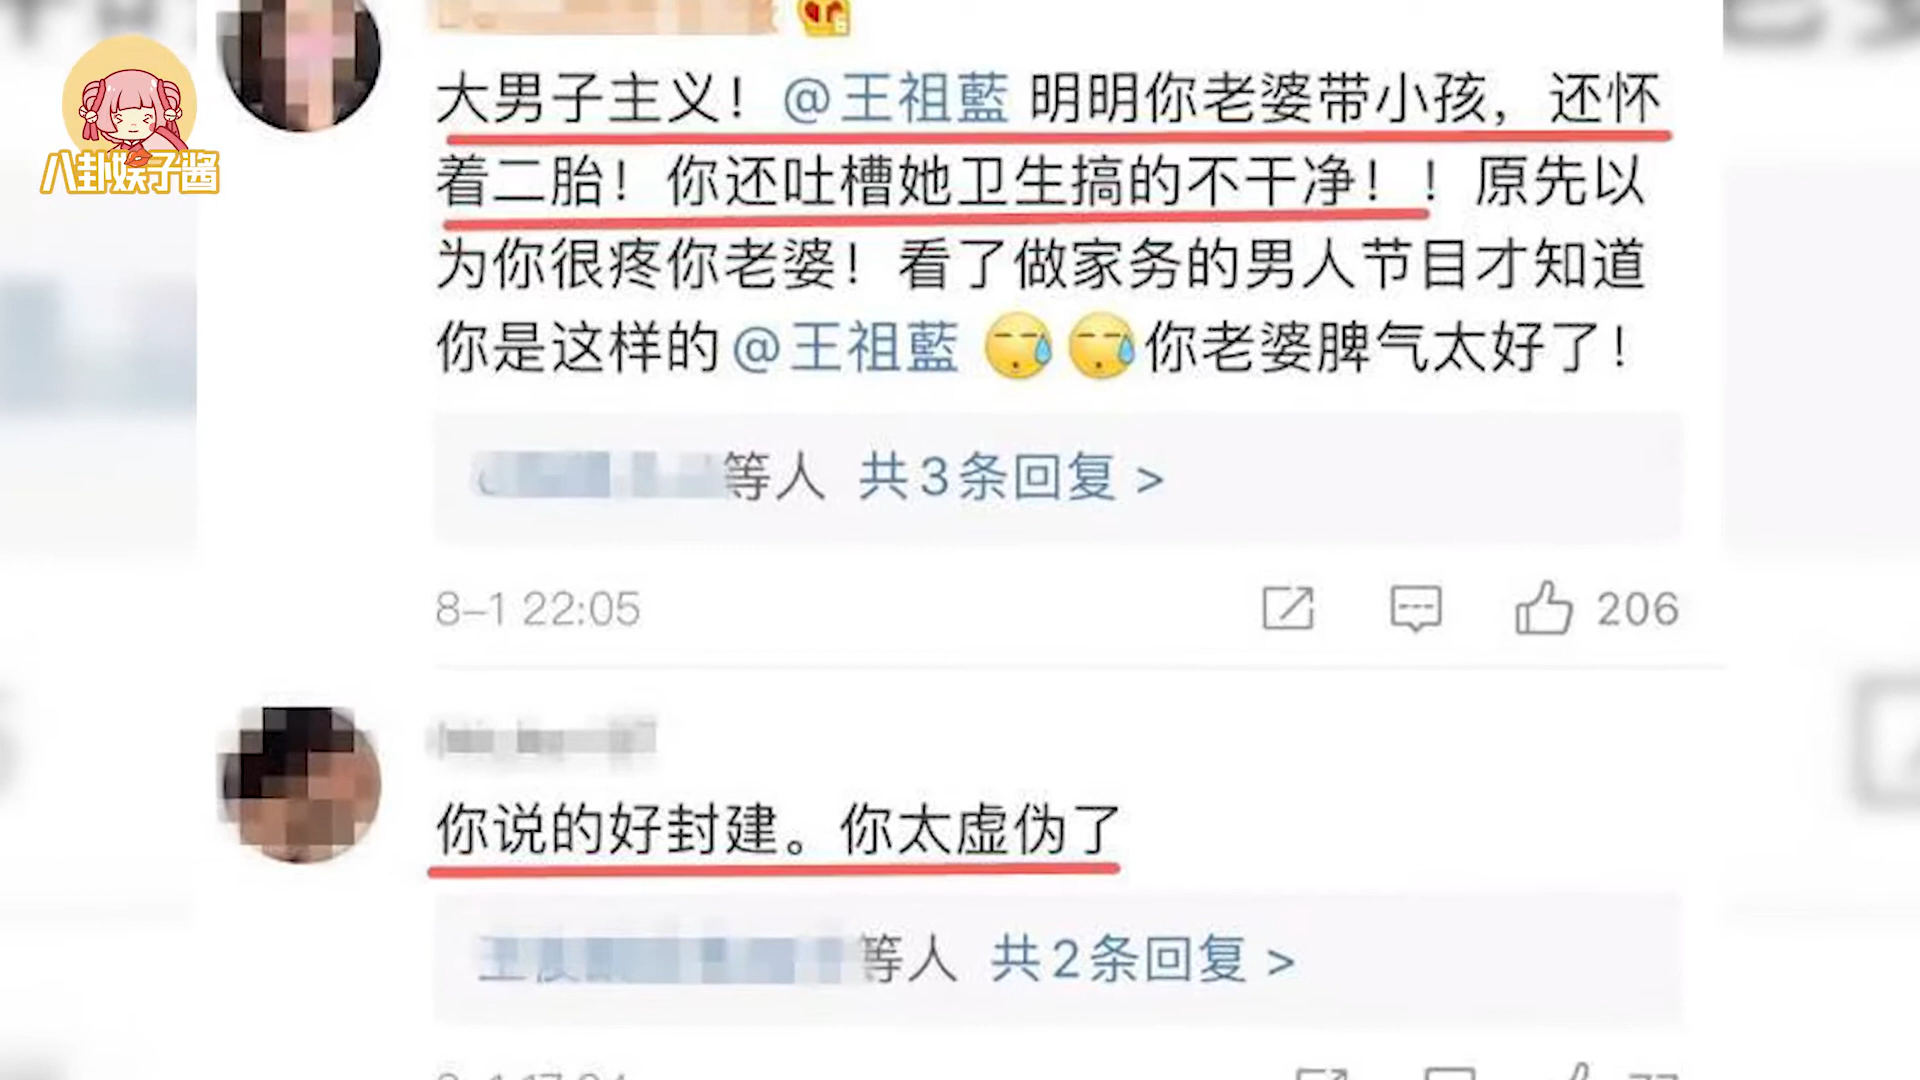 八卦娱子酱
大男子主义！@王祖藍 明明你老婆带小孩，还怀
着二胎！你还吐槽她卫生搞的不干净！！原先以
为你很疼你老婆！看了做家务的男人节目才知道
你是这样的@王祖藍 你老婆脾气太好了！
等人 共3条回复 >
8-1 22:05
206
你说的好封建。你太虚伪了
等人 共2条回复 >